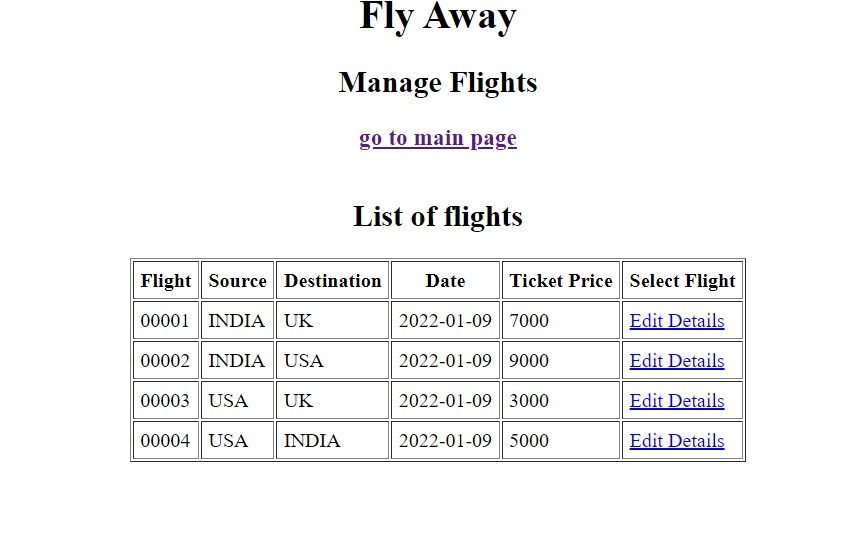 Fly Away
Manage Flights
go to main page
List of flights
Flight Source Destination Date Ticket Price Select Flight
00001 INDIA UK 2022-01-09 7000 Edit Details
00002 INDIA USA 2022-01-09 9000 Edit Details
00003 USA UK 2022-01-09 3000 Edit Details
00004 USA INDIA 2022-01-09 5000 Edit Details